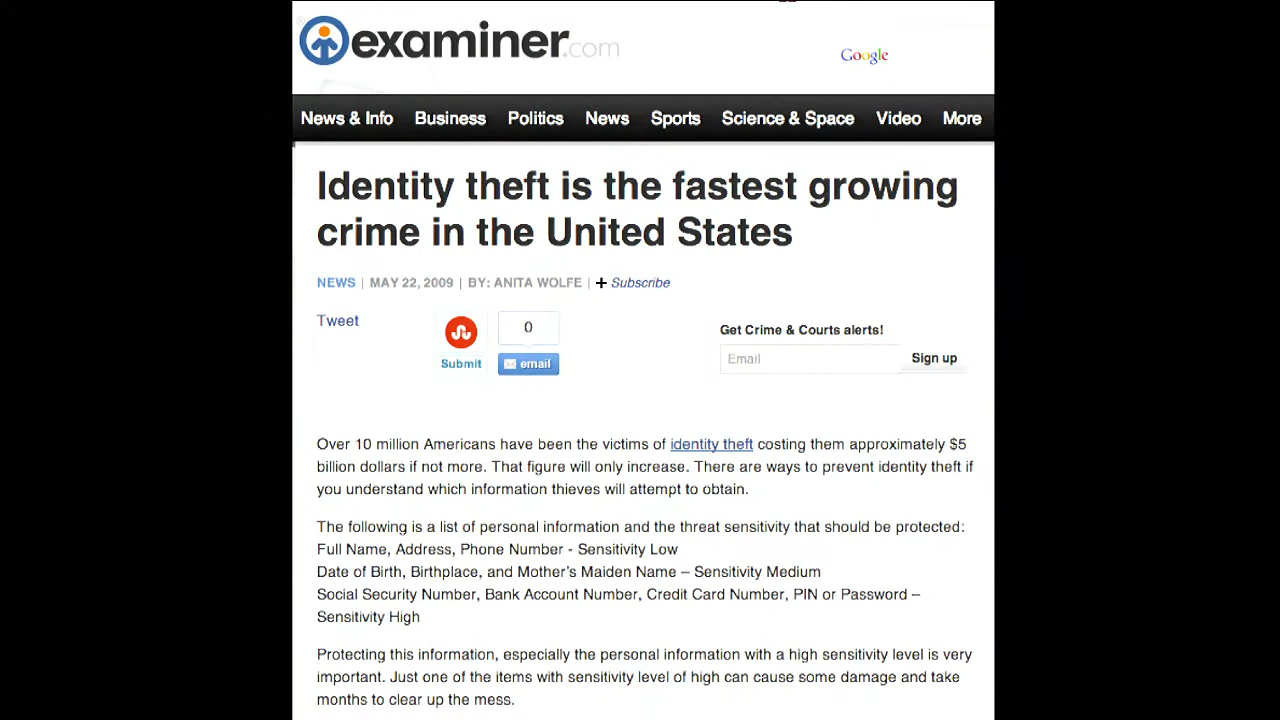 examiner.com
Google
News & Info Business Politics News Sports Science & Space Video More
Identity theft is the fastest growing
crime in the United States
NEWS | MAY 22, 2009 | BY: ANITA WOLFE | + Subscribe
Tweet
0
Submit
email
Get Crime & Courts alerts!
Email
Sign up
Over 10 million Americans have been the victims of identity theft costing them approximately $5
billion dollars if not more. That figure will only increase. There are ways to prevent identity theft if
you understand which information thieves will attempt to obtain.
The following is a list of personal information and the threat sensitivity that should be protected:
Full Name, Address, Phone Number - Sensitivity Low
Date of Birth, Birthplace, and Mother's Maiden Name – Sensitivity Medium
Social Security Number, Bank Account Number, Credit Card Number, PIN or Password –
Sensitivity High
Protecting this information, especially the personal information with a high sensitivity level is very
important. Just one of the items with sensitivity level of high can cause some damage and take
months to clear up the mess.